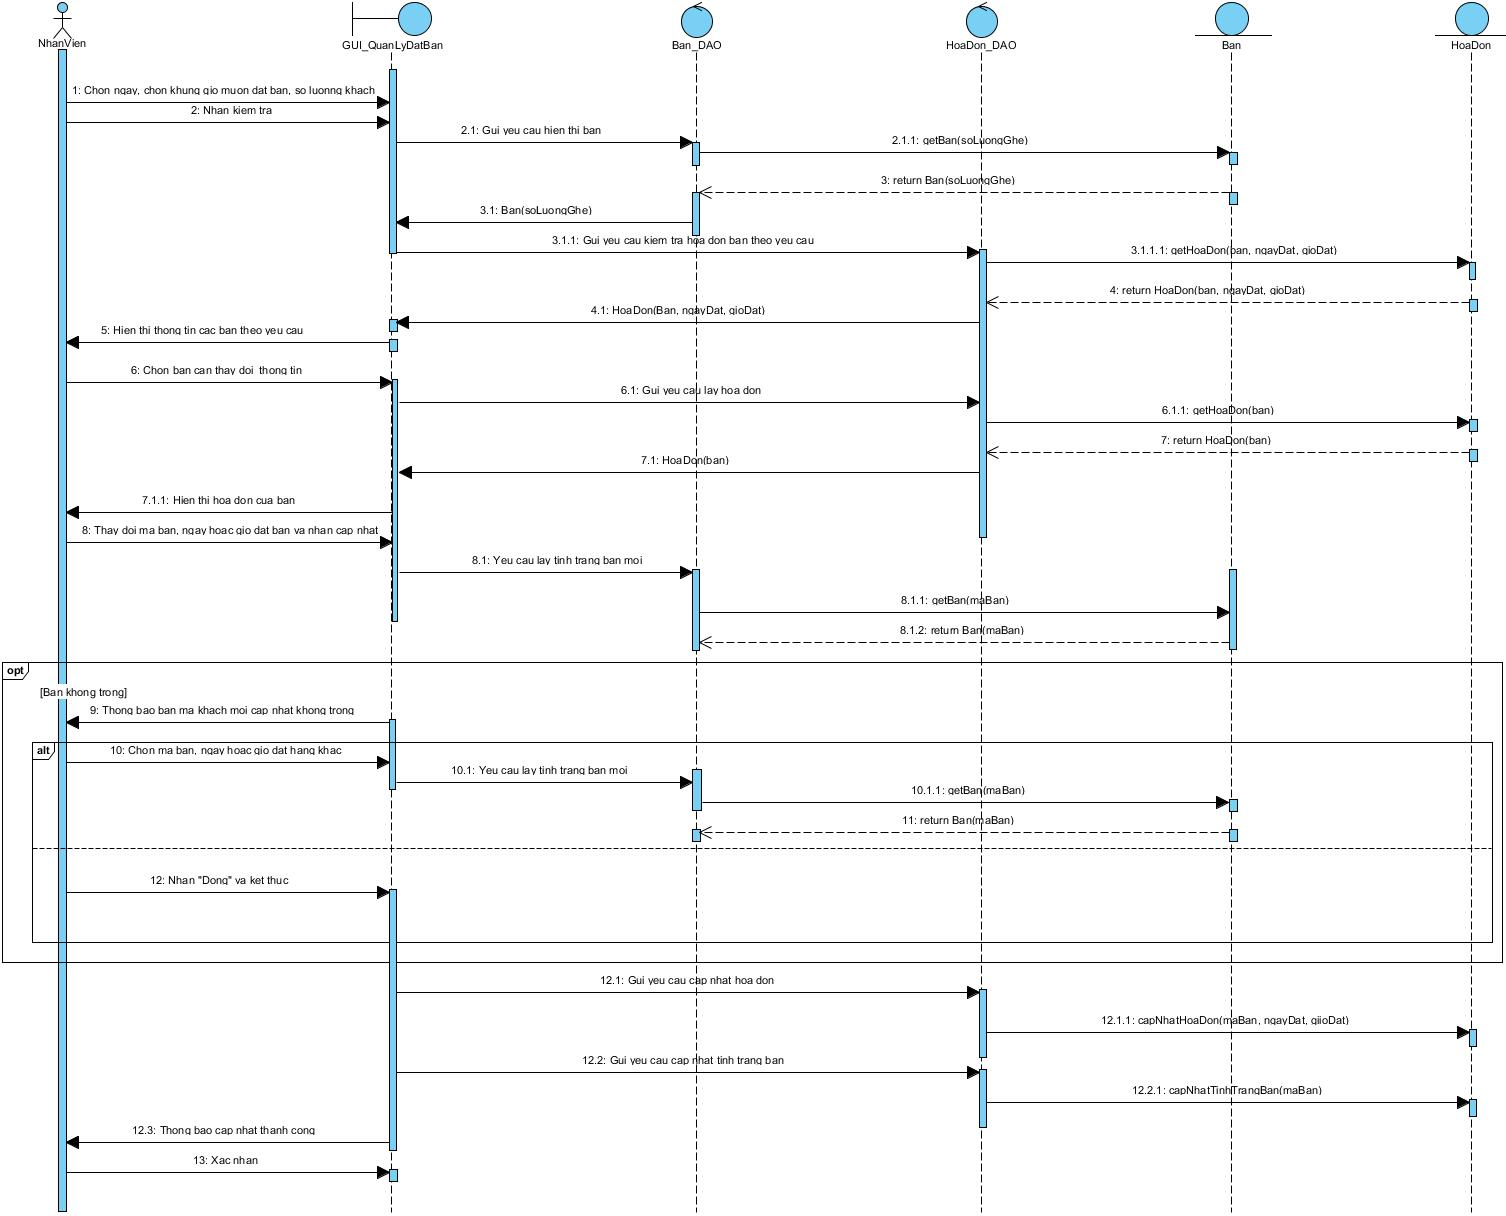 NhanVien
GUI_QuanLyDatBan
Ban_DAO
HoaDon_DAO
Ban
HoaDon
1: Chon ngay, chon khung gio muon dat ban, so luonng khach
2: Nhan kiem tra
2.1: Gui yeu cau hien thi ban
2.1.1: getBan(soLuongGhe)
3: return Ban(soLuongGhe)
3.1: Ban(soLuongGhe)
3.1.1: Gui yeu cau kiem tra hoa don ban theo yeu cau
3.1.1.1: getHoaDon(ban, ngayDat, gioDat)
4: return HoaDon(ban, ngayDat, gioDat)
4.1: HoaDon(Ban, ngayDat, gioDat)
5: Hien thi thong tin cac ban theo yeu cau
6: Chon ban can thay doi thong tin
6.1: Gui yeu cau lay hoa don
6.1.1: getHoaDon(ban)
7: return HoaDon(ban)
7.1: HoaDon(ban)
7.1.1: Hien thi hoa don cua ban
8: Thay doi ma ban, ngay hoac gio dat ban va nhan cap nhat
8.1: Yeu cau lay tinh trang ban moi
8.1.1: getBan(maBan)
8.1.2: return Ban(maBan)
opt
[Ban khong trong]
9: Thong bao ban ma khach moi cap nhat khong trong
alt
10: Chon ma ban, ngay hoac gio dat hang khac
10.1: Yeu cau lay tinh trang ban moi
10.1.1: getBan(maBan)
11: return Ban(maBan)
12: Nhan "Dong" va ket thuc
12.1: Gui yeu cau cap nhat hoa don
12.1.1: capNhatHoaDon(maBan, ngayDat, giioDat)
12.2: Gui yeu cau cap nhat tinh trang ban
12.2.1: capNhatTinhTrangBan(maBan)
12.3: Thong bao cap nhat thanh cong
13: Xac nhan